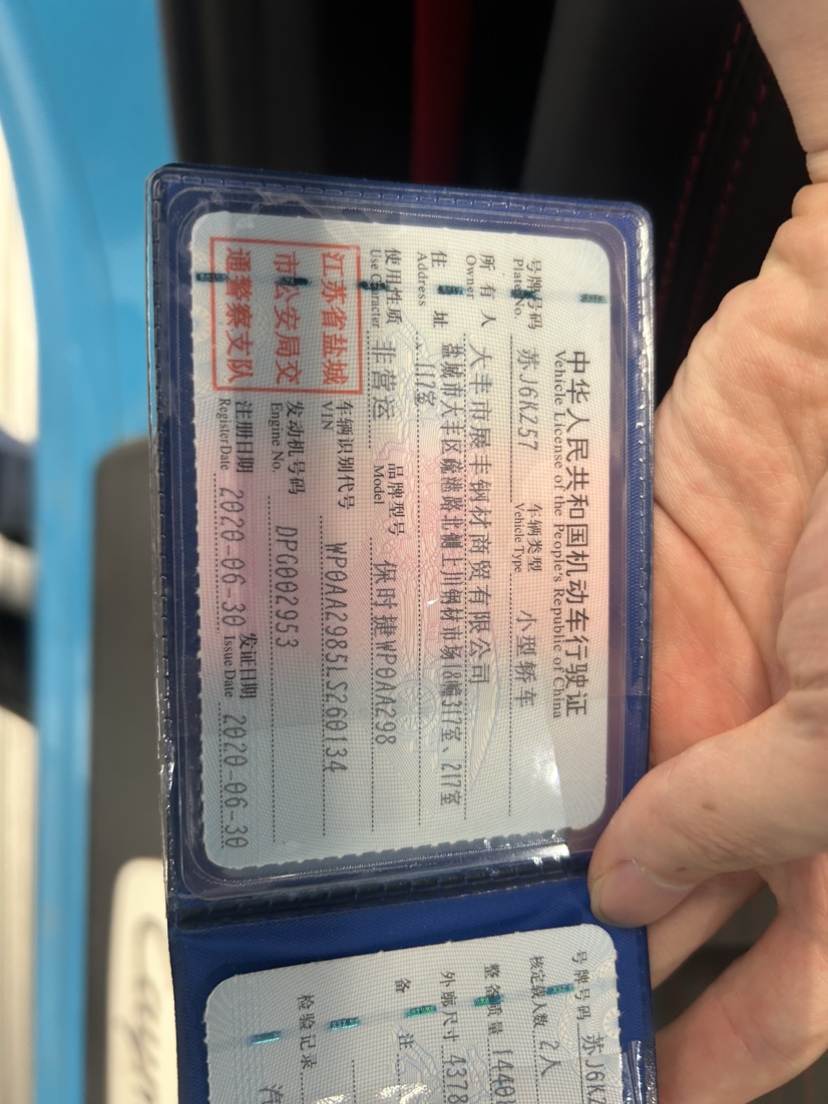 中华人民共和国机动车行驶证
Vehicle License of the People's Republic of China
号牌号码 苏J6KZ57 车辆类型 小型轿车
Plate No. Vehicle Type
所有人 大丰市展丰钢材商贸有限公司
Owner
住址 盐城市大丰区疏港路北侧上川钢材市场18幢317室、217室
Address 117室
使用性质 非营运 品牌型号 保时捷WP0AA298
Use Character Model
江苏省盐城
市公安局交
通警察支队
车辆识别代号 WP0AA2985LS260134
VIN
发动机号码 DPG002953
Engine No.
注册日期 2020-06-30 发证日期 2020-06-30
Register Date Issue Date
号牌号码 苏J6KZ
核定载人数 2人
整备质量 1440
外廓尺寸 4378
备注
检验记录
汽